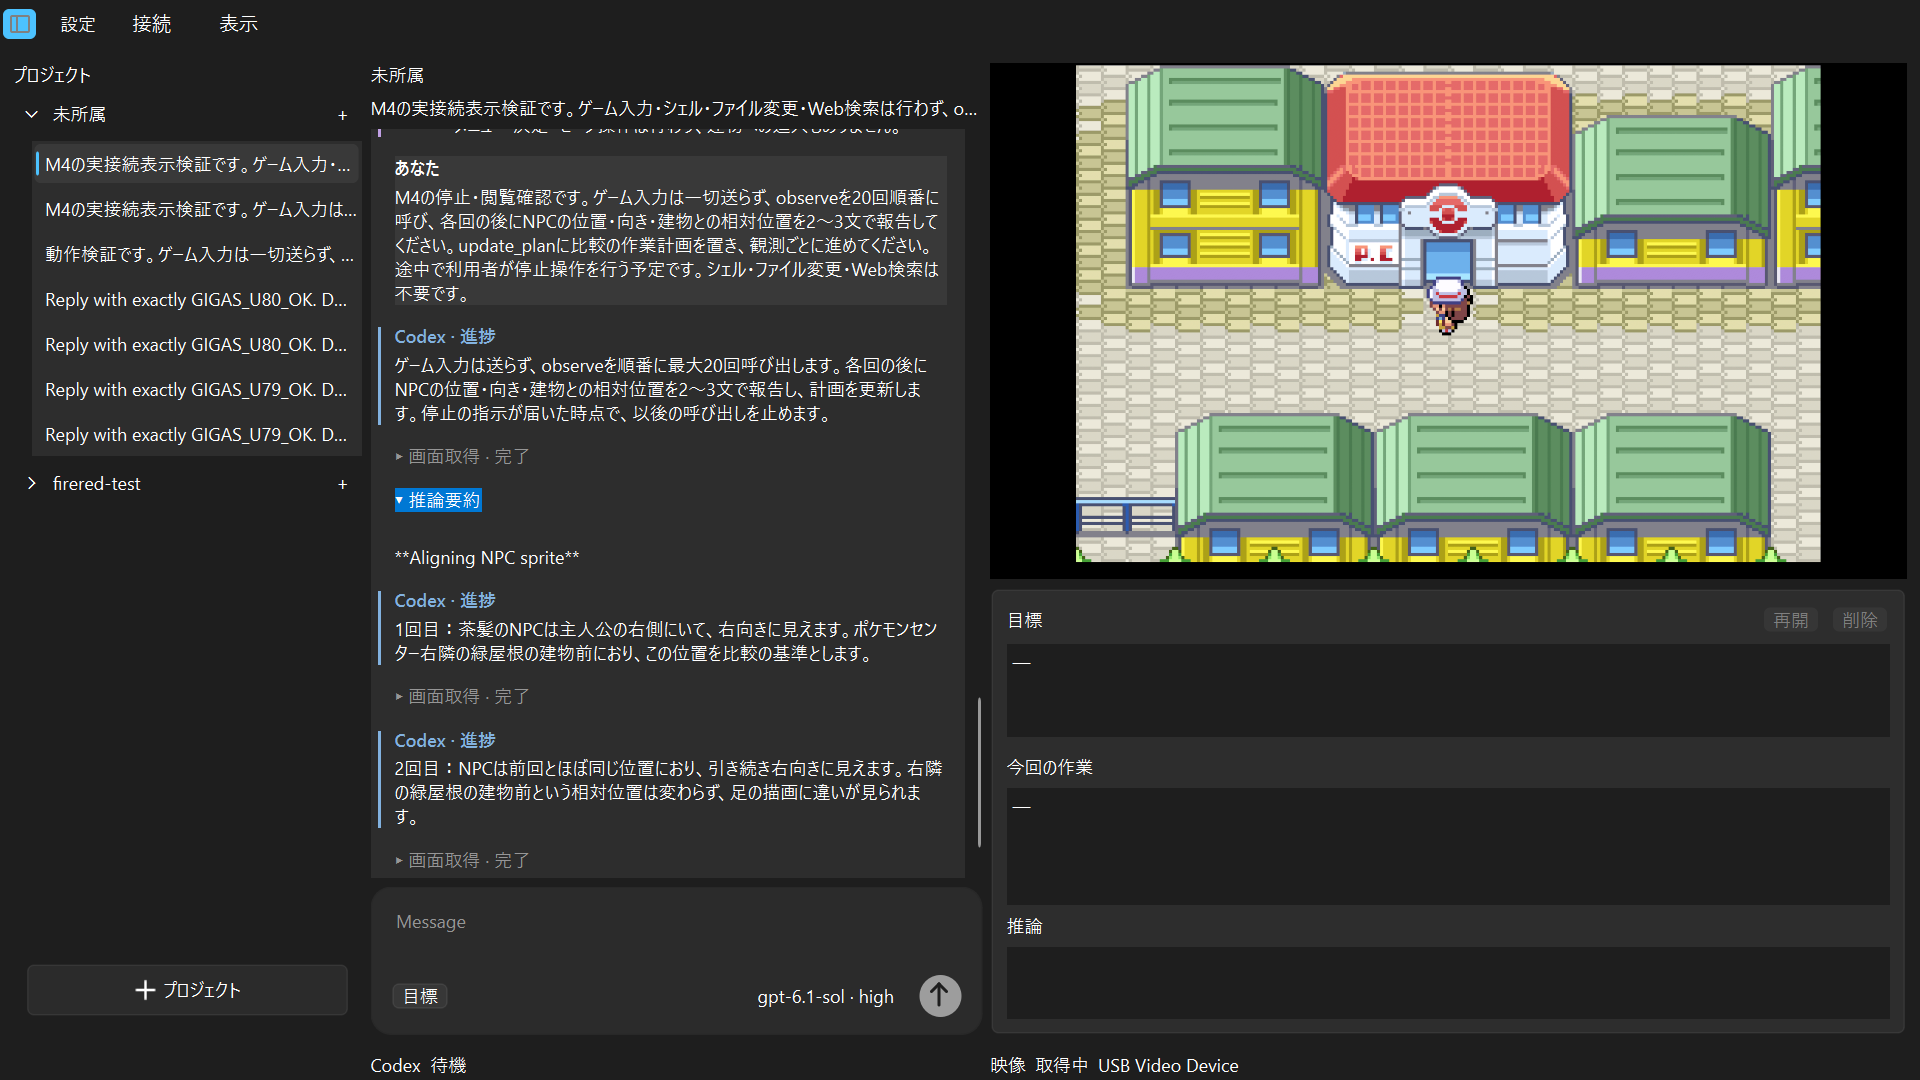 設定 接続 表示
プロジェクト
未所属 +
M4の実接続表示検証です。ゲーム入力・...
M4の実接続表示検証です。ゲーム入力は...
動作検証です。ゲーム入力は一切送らず、...
Reply with exactly GIGAS_U80_OK. D...
Reply with exactly GIGAS_U80_OK. D...
Reply with exactly GIGAS_U79_OK. D...
Reply with exactly GIGAS_U79_OK. D...
firered-test +
+ プロジェクト
未所属
M4の実接続表示検証です。ゲーム入力・シェル・ファイル変更・Web検索は行わず、o...
あなた
M4の停止・閲覧確認です。ゲーム入力は一切送らず、observeを20回順番に
呼び、各回の後にNPCの位置・向き・建物との相対位置を2〜3文で報告して
ください。update_planに比較の作業計画を置き、観測ごとに進めてください。
途中で利用者が停止操作を行う予定です。シェル・ファイル変更・Web検索は
不要です。
Codex · 進捗
ゲーム入力は送らず、observeを順番に最大20回呼び出します。各回の後に
NPCの位置・向き・建物との相対位置を2〜3文で報告し、計画を更新しま
す。停止の指示が届いた時点で、以後の呼び出しを止めます。
▸ 画面取得 · 完了
▾ 推論要約
**Aligning NPC sprite**
Codex · 進捗
1回目：茶髪のNPCは主人公の右側にいて、右向きに見えます。ポケモンセン
ター右隣の緑屋根の建物前におり、この位置を比較の基準とします。
▸ 画面取得 · 完了
Codex · 進捗
2回目：NPCは前回とほぼ同じ位置におり、引き続き右向きに見えます。右隣
の緑屋根の建物前という相対位置は変わらず、足の描画に違いが見られま
す。
▸ 画面取得 · 完了
Message
目標
gpt-6.1-sol · high
Codex 待機
P.C
目標 再開 削除
—
今回の作業
—
推論
映像 取得中 USB Video Device